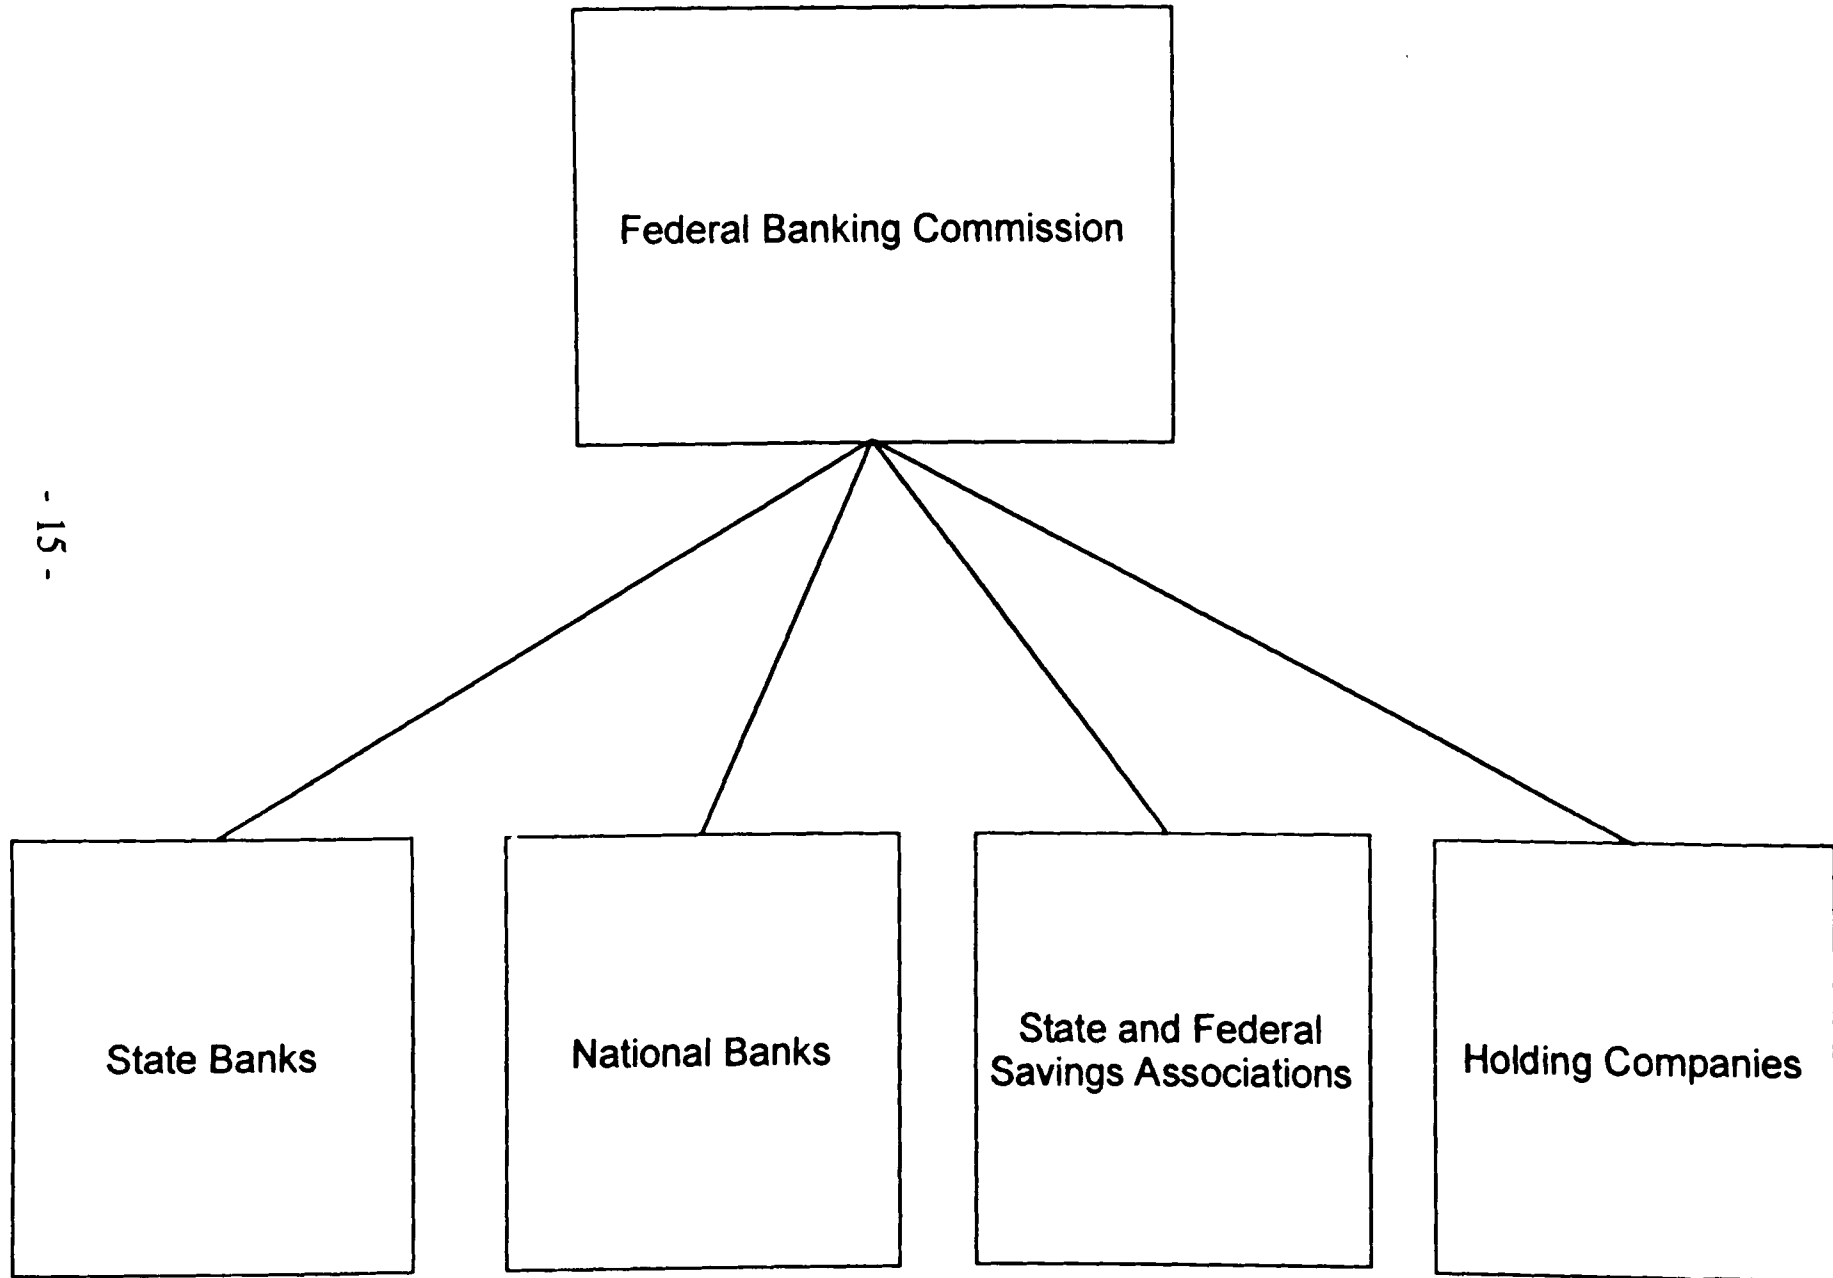 Federal Banking Commission
- 15 -
State Banks
National Banks
State and Federal
Savings Associations
Holding Companies